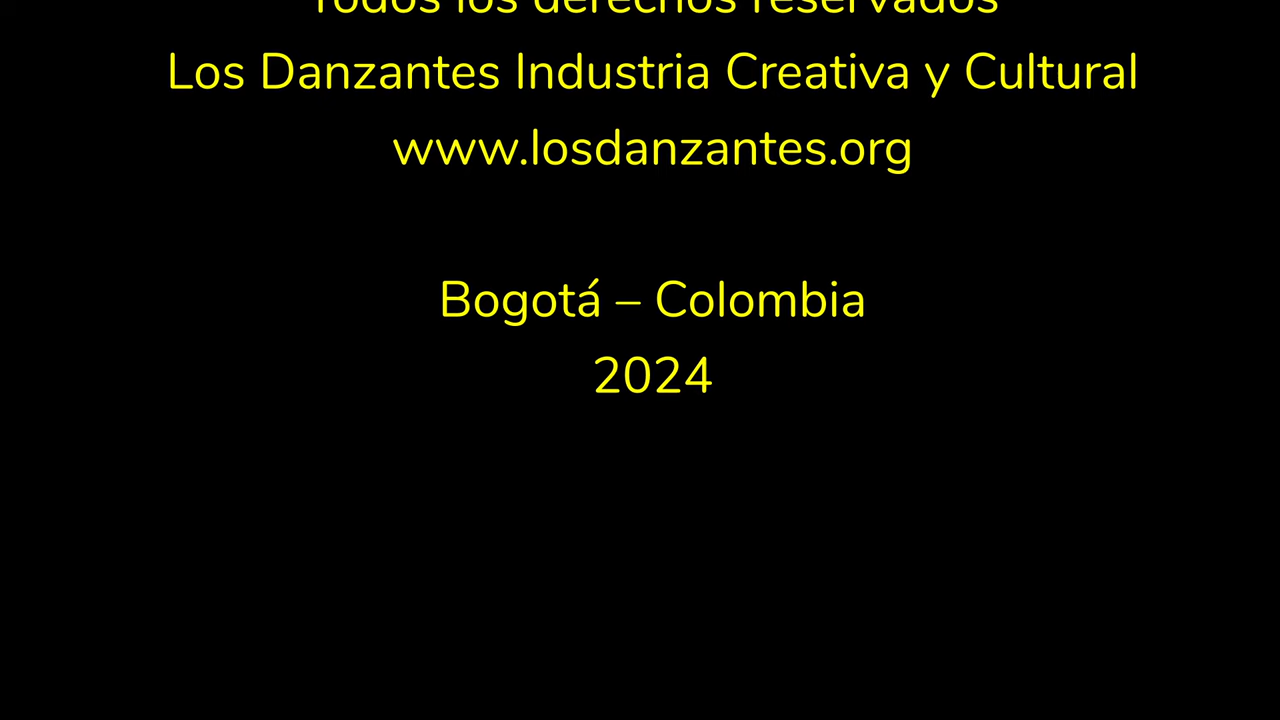 Todos los derechos reservados
Los Danzantes Industria Creativa y Cultural
www.losdanzantes.org
Bogotá – Colombia
2024